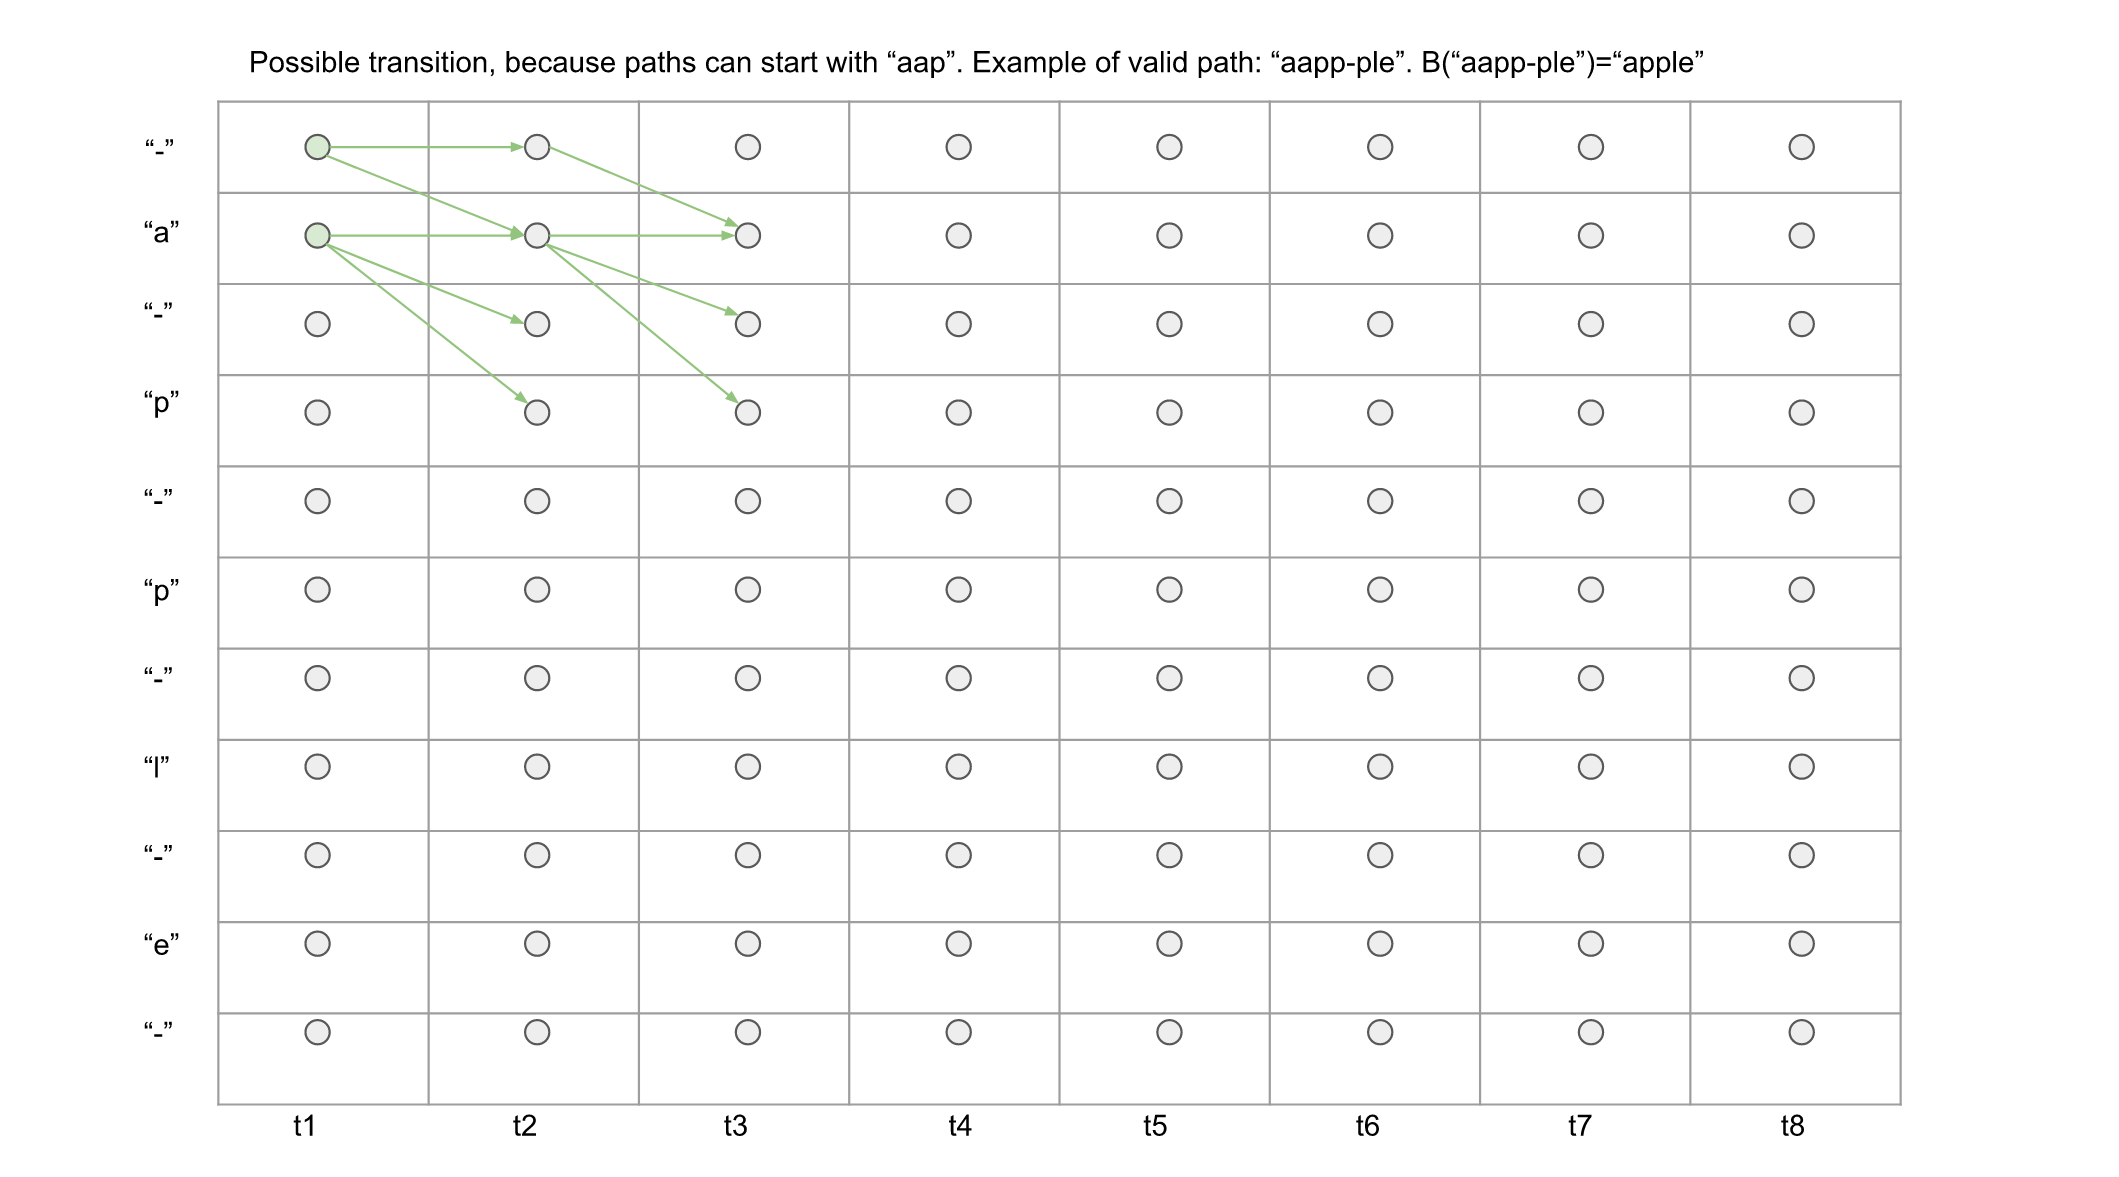 Possible transition, because paths can start with “aap”. Example of valid path: “aapp-ple”. B(“aapp-ple”)=“apple”
“-”
“a”
“-”
“p”
“-”
“p”
“-”
“l”
“-”
“e”
“-”
t1 t2 t3 t4 t5 t6 t7 t8